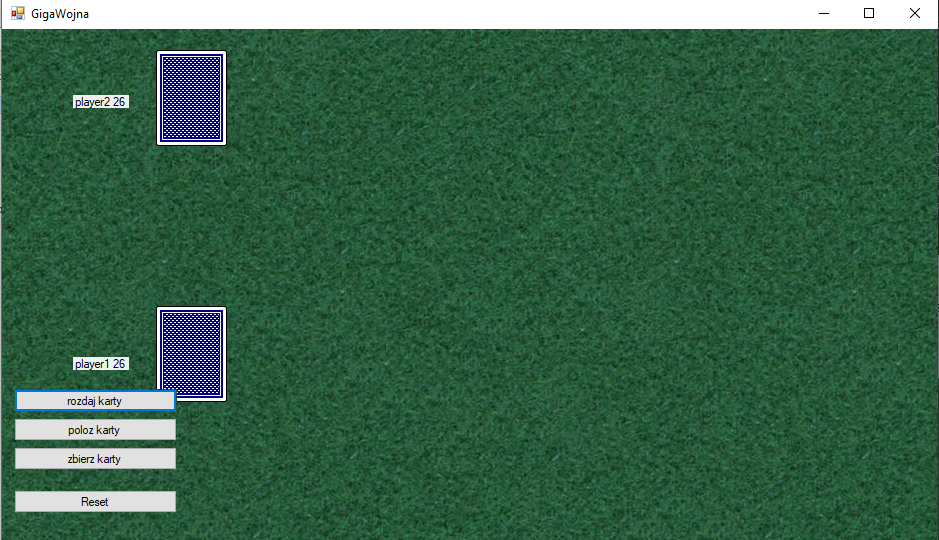 GigaWojna
player2 26
player1 26
rozdaj karty
poloz karty
zbierz karty
Reset